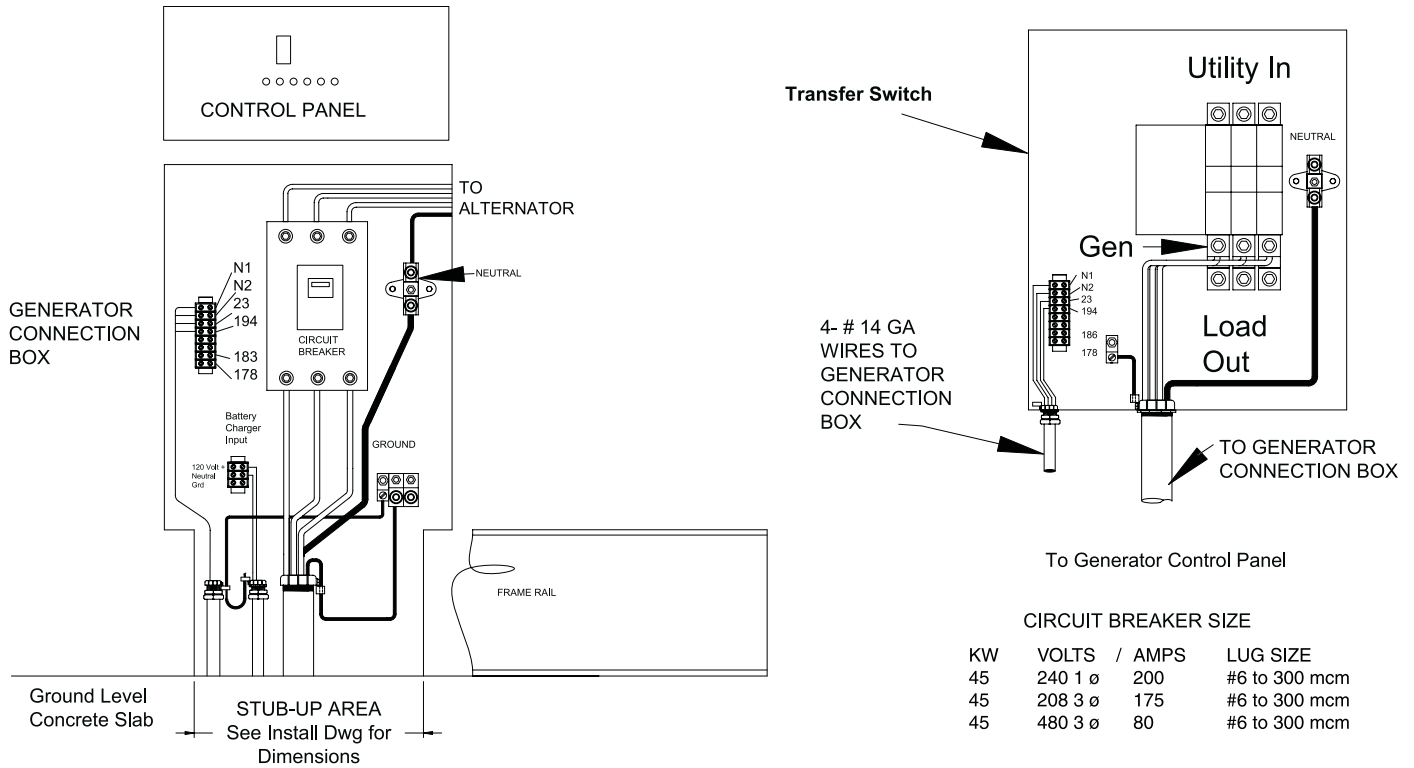 CONTROL PANEL
TO
ALTERNATOR
NEUTRAL
N1
N2
23
194
183
178
GENERATOR
CONNECTION
BOX
CIRCUIT
BREAKER
Battery
Charger
Input
120 Volt +
Neutral
Grd
GROUND
FRAME RAIL
Ground Level
Concrete Slab
STUB-UP AREA
See Install Dwg for
Dimensions
Transfer Switch
Utility In
NEUTRAL
Gen
N1
N2
23
194
186
178
Load
Out
4- # 14 GA
WIRES TO
GENERATOR
CONNECTION
BOX
TO GENERATOR
CONNECTION BOX
To Generator Control Panel
CIRCUIT BREAKER SIZE
KW VOLTS / AMPS LUG SIZE
45 240 1 ø 200 #6 to 300 mcm
45 208 3 ø 175 #6 to 300 mcm
45 480 3 ø 80 #6 to 300 mcm